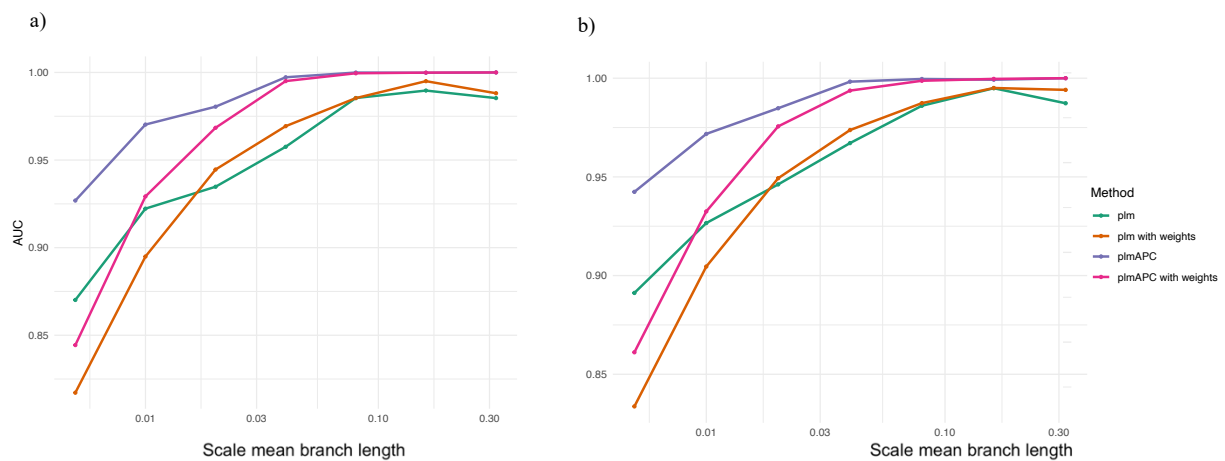 a)
1.00
0.95
0.90
0.85
AUC
0.01 0.03 0.10 0.30
Scale mean branch length
b)
1.00
0.95
0.90
0.85
0.01 0.03 0.10 0.30
Scale mean branch length
Method
plm
plm with weights
plmAPC
plmAPC with weights